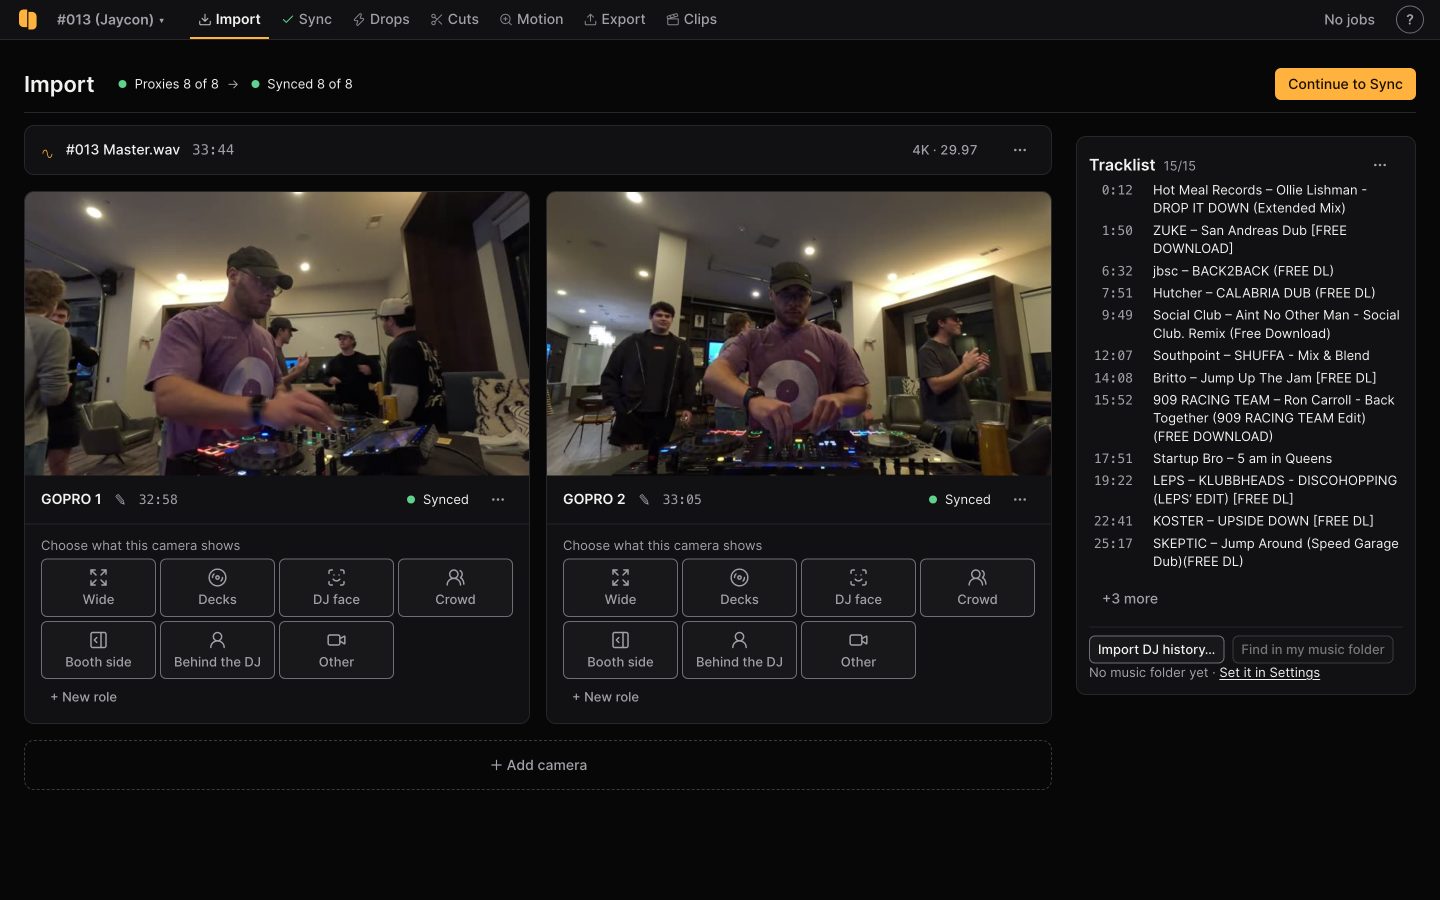 #013 (Jaycon) ▾ Import Sync Drops Cuts Motion Export Clips No jobs ?
Import Proxies 8 of 8 → Synced 8 of 8 Continue to Sync
#013 Master.wav 33:44 4K · 29.97 ···
GOPRO 1 32:58 Synced ···
Choose what this camera shows
Wide Decks DJ face Crowd
Booth side Behind the DJ Other
+ New role
GOPRO 2 33:05 Synced ···
Choose what this camera shows
Wide Decks DJ face Crowd
Booth side Behind the DJ Other
+ New role
+ Add camera
Tracklist 15/15 ···
0:12 Hot Meal Records – Ollie Lishman -
DROP IT DOWN (Extended Mix)
1:50 ZUKE – San Andreas Dub [FREE
DOWNLOAD]
6:32 jbsc – BACK2BACK (FREE DL)
7:51 Hutcher – CALABRIA DUB (FREE DL)
9:49 Social Club – Aint No Other Man - Social
Club. Remix (Free Download)
12:07 Southpoint – SHUFFA - Mix & Blend
14:08 Britto – Jump Up The Jam [FREE DL]
15:52 909 RACING TEAM – Ron Carroll - Back
Together (909 RACING TEAM Edit)
(FREE DOWNLOAD)
17:51 Startup Bro – 5 am in Queens
19:22 LEPS – KLUBBHEADS - DISCOHOPPING
(LEPS' EDIT) [FREE DL]
22:41 KOSTER – UPSIDE DOWN [FREE DL]
25:17 SKEPTIC – Jump Around (Speed Garage
Dub)(FREE DL)
+3 more
Import DJ history... Find in my music folder
No music folder yet · Set it in Settings